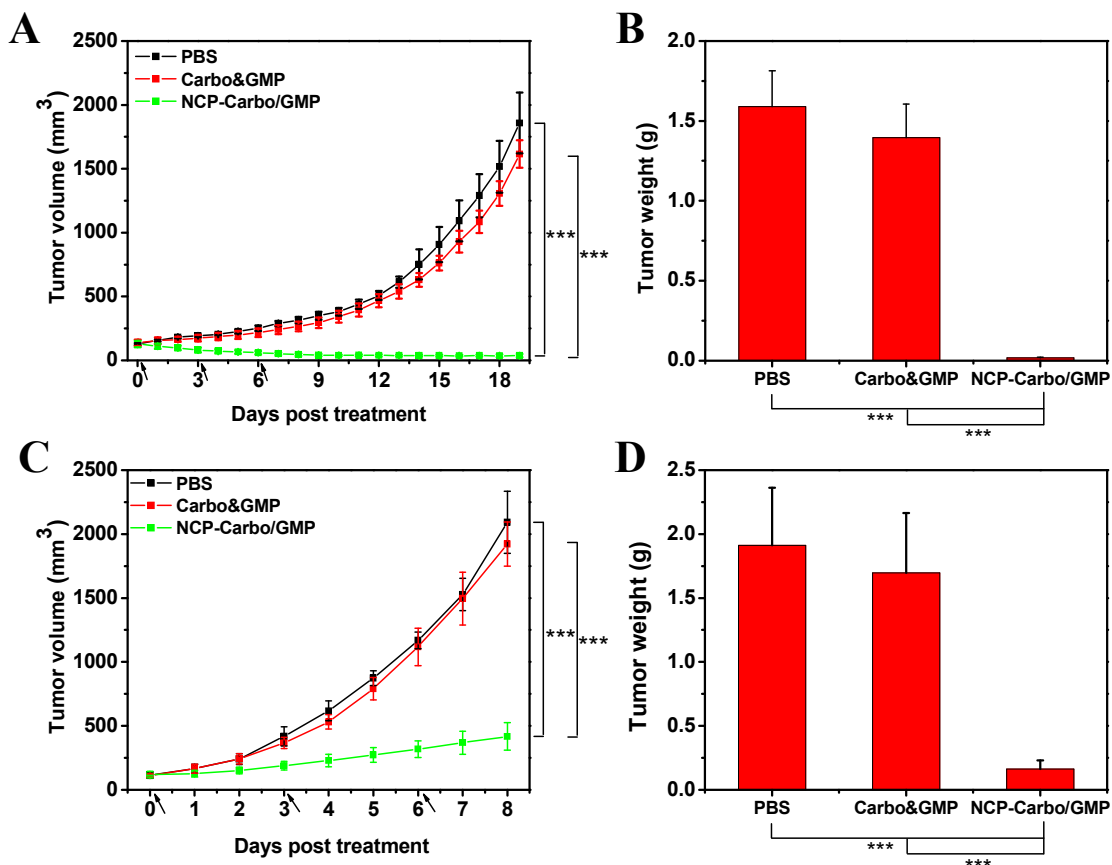 A
2500
2000
1500
1000
500
0
Tumor volume (mm3)
PBS
Carbo&GMP
NCP-Carbo/GMP
***
***
0 3 6 9 12 15 18
Days post treatment
B
2.0
1.5
1.0
0.5
0.0
Tumor weight (g)
PBS Carbo&GMP NCP-Carbo/GMP
***
***
C
2500
2000
1500
1000
500
0
Tumor volume (mm3)
PBS
Carbo&GMP
NCP-Carbo/GMP
***
***
0 1 2 3 4 5 6 7 8
Days post treatment
D
2.5
2.0
1.5
1.0
0.5
0.0
Tumor weight (g)
PBS Carbo&GMP NCP-Carbo/GMP
***
***